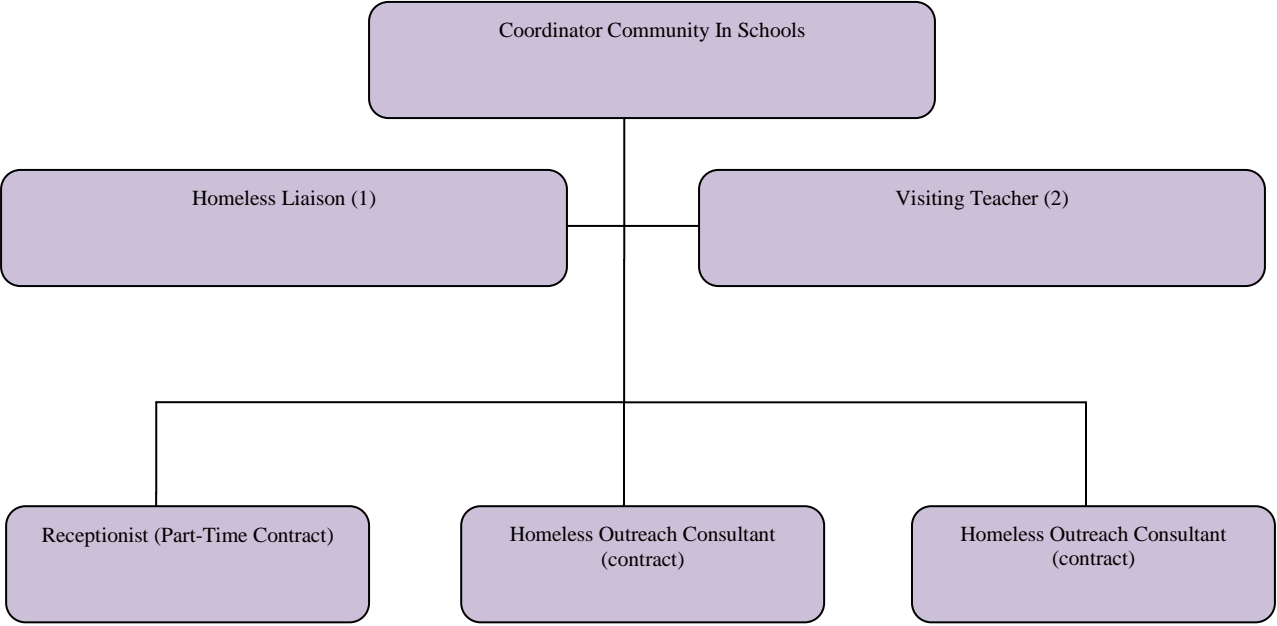 Coordinator Community In Schools
Homeless Liaison (1)
Visiting Teacher (2)
Receptionist (Part-Time Contract)
Homeless Outreach Consultant
(contract)
Homeless Outreach Consultant
(contract)